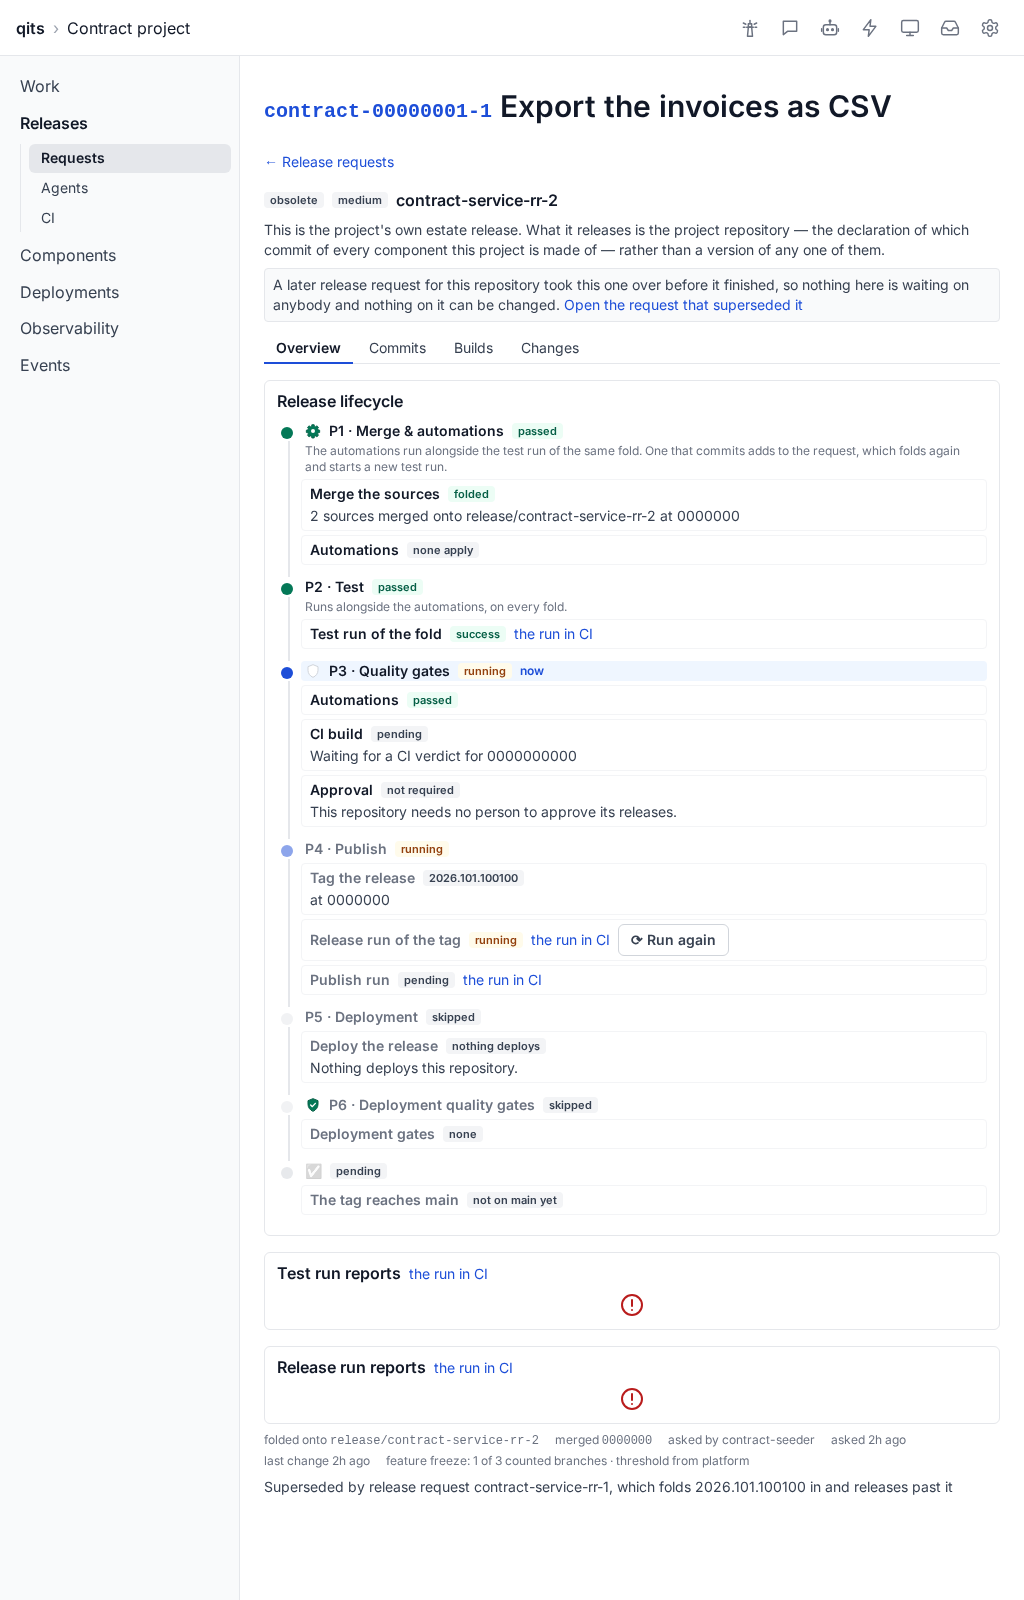 qits › Contract project
Work
Releases
Requests
Agents
CI
Components
Deployments
Observability
Events
contract-00000001-1 Export the invoices as CSV
← Release requests
obsolete medium contract-service-rr-2
This is the project's own estate release. What it releases is the project repository — the declaration of which
commit of every component this project is made of — rather than a version of any one of them.
A later release request for this repository took this one over before it finished, so nothing here is waiting on
anybody and nothing on it can be changed. Open the request that superseded it
Overview Commits Builds Changes
Release lifecycle
P1 · Merge & automations passed
The automations run alongside the test run of the same fold. One that commits adds to the request, which folds again
and starts a new test run.
Merge the sources folded
2 sources merged onto release/contract-service-rr-2 at 0000000
Automations none apply
P2 · Test passed
Runs alongside the automations, on every fold.
Test run of the fold success the run in CI
P3 · Quality gates running now
Automations passed
CI build pending
Waiting for a CI verdict for 0000000000
Approval not required
This repository needs no person to approve its releases.
P4 · Publish running
Tag the release 2026.101.100100
at 0000000
Release run of the tag running the run in CI ⟳ Run again
Publish run pending the run in CI
P5 · Deployment skipped
Deploy the release nothing deploys
Nothing deploys this repository.
P6 · Deployment quality gates skipped
Deployment gates none
✅ pending
The tag reaches main not on main yet
Test run reports the run in CI
Release run reports the run in CI
folded onto release/contract-service-rr-2 merged 0000000 asked by contract-seeder asked 2h ago
last change 2h ago feature freeze: 1 of 3 counted branches · threshold from platform
Superseded by release request contract-service-rr-1, which folds 2026.101.100100 in and releases past it